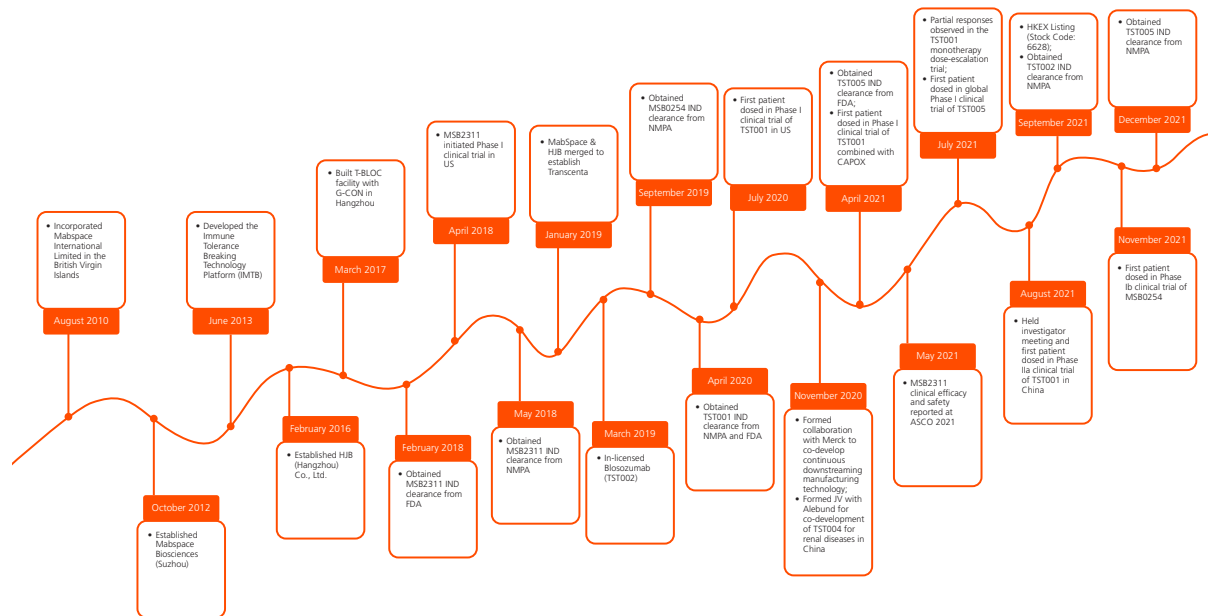 • Incorporated
Mabspace
International
Limited in the
British Virgin
Islands
August 2010
October 2012
• Established
Mabspace
Biosciences
(Suzhou)
• Developed the
Immune
Tolerance
Breaking
Technology
Platform (IMTB)
June 2013
February 2016
• Established HJB
(Hangzhou)
Co., Ltd.
• Built T-BLOC
facility with
G-CON in
Hangzhou
March 2017
February 2018
• Obtained
MSB2311 IND
clearance from
FDA
• MSB2311
initiated Phase I
clinical trial in
US
April 2018
May 2018
• Obtained
MSB2311 IND
clearance from
NMPA
• MabSpace &
HJB merged to
establish
Transcenta
January 2019
March 2019
• In-licensed
Blosozumab
(TST002)
• Obtained
MSB0254 IND
clearance from
NMPA
September 2019
April 2020
• Obtained
TST001 IND
clearance from
NMPA and FDA
• First patient
dosed in Phase I
clinical trial of
TST001 in US
July 2020
November 2020
• Formed
collaboration
with Merck to
co-develop
continuous
downstreaming
manufacturing
technology;
• Formed JV with
Alebund for
co-development
of TST004 for
renal diseases in
China
• Obtained
TST005 IND
clearance from
FDA;
• First patient
dosed in Phase I
clinical trial of
TST001
combined with
CAPOX
April 2021
May 2021
• MSB2311
clinical efficacy
and safety
reported at
ASCO 2021
• Partial responses
observed in the
TST001
monotherapy
dose-escalation
trial;
• First patient
dosed in global
Phase I clinical
trial of TST005
July 2021
August 2021
• Held
investigator
meeting and
first patient
dosed in Phase
IIa clinical trial
of TST001 in
China
• HKEX Listing
(Stock Code:
6628);
• Obtained
TST002 IND
clearance from
NMPA
September 2021
November 2021
• First patient
dosed in Phase
Ib clinical trial of
MSB0254
• Obtained
TST005 IND
clearance from
NMPA
December 2021